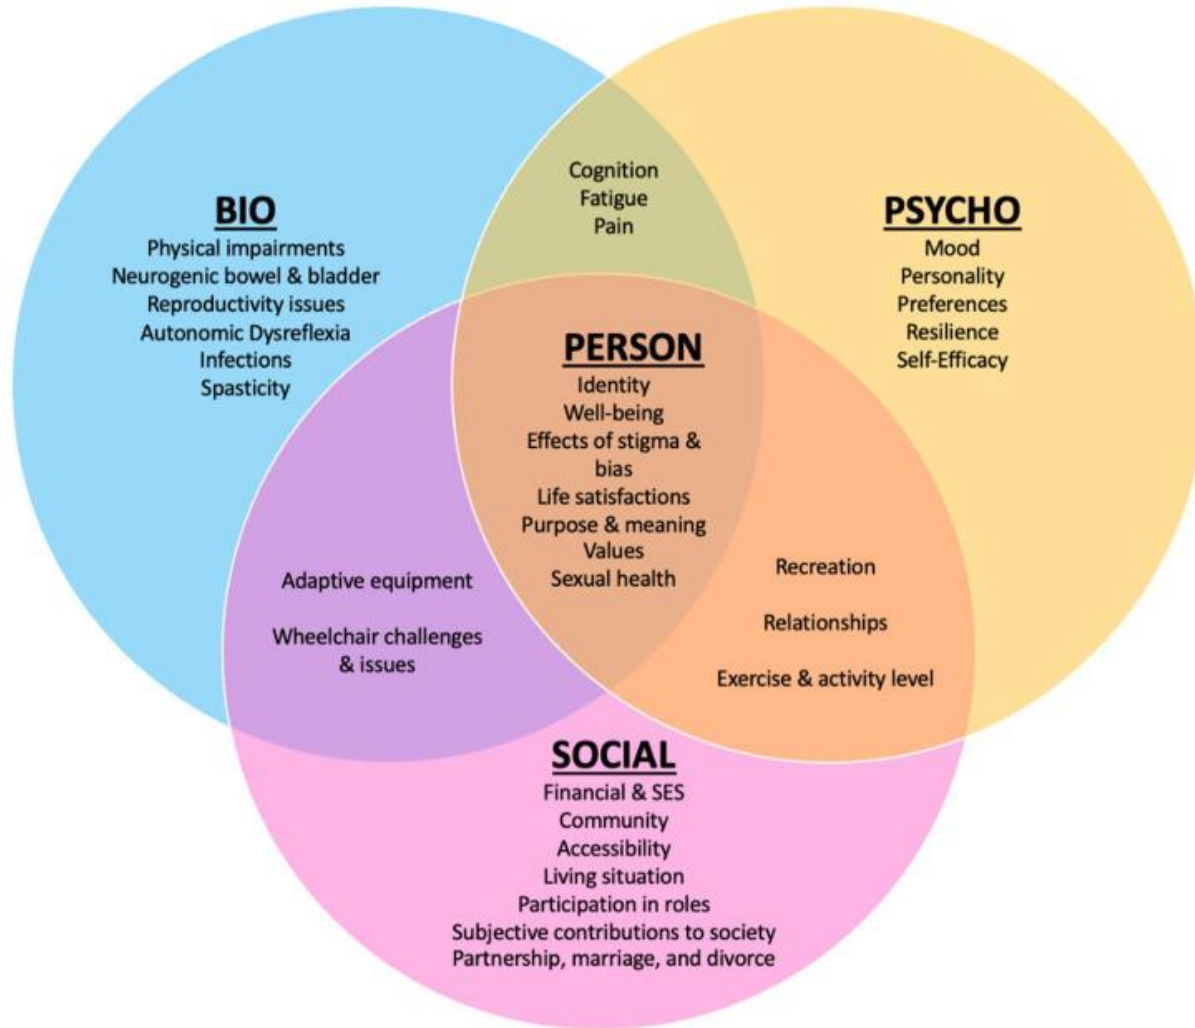 BIO
Physical impairments
Neurogenic bowel & bladder
Reproductivity issues
Autonomic Dysreflexia
Infections
Spasticity
Cognition
Fatigue
Pain
PSYCHO
Mood
Personality
Preferences
Resilience
Self-Efficacy
PERSON
Identity
Well-being
Effects of stigma &
bias
Life satisfactions
Purpose & meaning
Values
Sexual health
Adaptive equipment
Wheelchair challenges
& issues
Recreation
Relationships
Exercise & activity level
SOCIAL
Financial & SES
Community
Accessibility
Living situation
Participation in roles
Subjective contributions to society
Partnership, marriage, and divorce